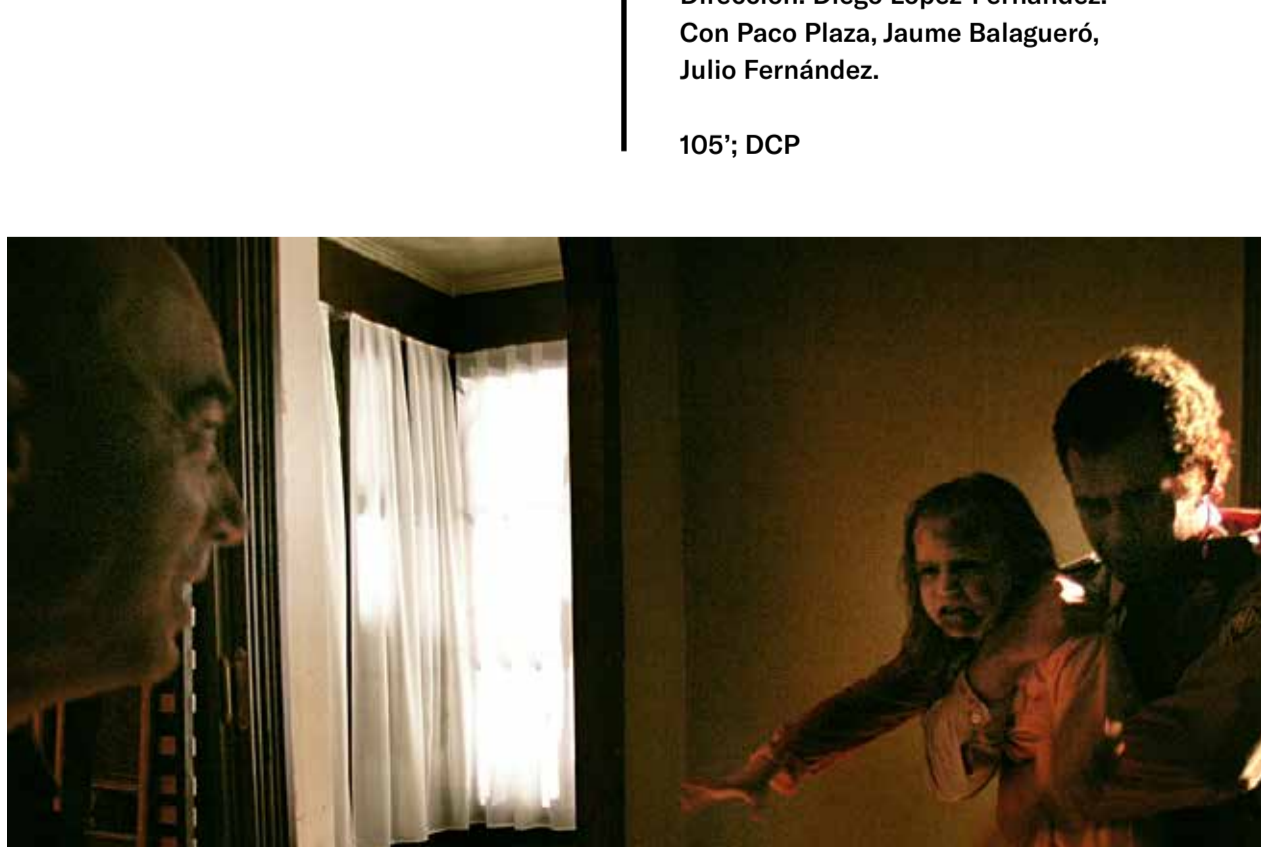 Dirección: Diego López-Fernández.
Con Paco Plaza, Jaume Balagueró,
Julio Fernández.
105’; DCP